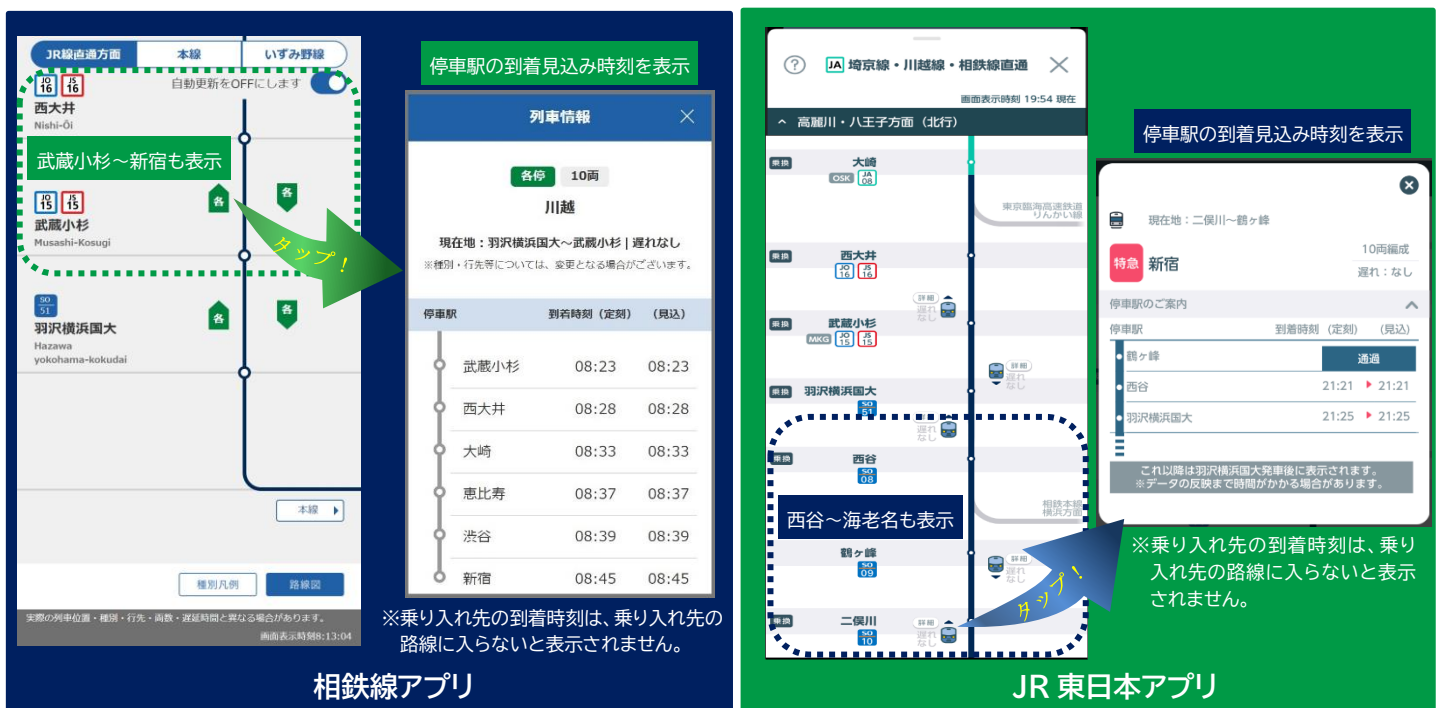 JR線直通方面
本線
いずみ野線
JO 16
JS 16
自動更新をOFFにします
西大井
Nishi-Ōi
武蔵小杉～新宿も表示
JO 15
JS 15
各
各
武蔵小杉
Musashi-Kosugi
タップ！
SO 51
各
各
羽沢横浜国大
Hazawa
yokohama-kokudai
本線
種別凡例
路線図
実際の列車位置・種別・行先・両数・遅延時間と異なる場合があります。
画面表示時刻8:13:04
停車駅の到着見込み時刻を表示
列車情報
各停 10両
川越
現在地：羽沢横浜国大～武蔵小杉 | 遅れなし
※種別・行先等については、変更となる場合がございます。
停車駅 到着時刻（定刻） （見込）
武蔵小杉 08:23 08:23
西大井 08:28 08:28
大崎 08:33 08:33
恵比寿 08:37 08:37
渋谷 08:39 08:39
新宿 08:45 08:45
※乗り入れ先の到着時刻は、乗り入れ先の
路線に入らないと表示されません。
相鉄線アプリ
? JA 埼京線・川越線・相鉄線直通
画面表示時刻 19:54 現在
高麗川・八王子方面（北行）
乗換 大崎
OSK JA 08
東京臨海高速鉄道
りんかい線
乗換 西大井
JO 16 JS 16
詳細
遅れ
なし
乗換 武蔵小杉
MKG JO 15 JS 15
詳細
遅れ
なし
乗換 羽沢横浜国大
SO 51
遅れ
なし
乗換 西谷
SO 08
相鉄本線
横浜方面
西谷～海老名も表示
鶴ヶ峰
SO 09
詳細
遅れ
なし
タップ！
乗換 二俣川
SO 10
詳細
遅れ
なし
停車駅の到着見込み時刻を表示
現在地：二俣川～鶴ヶ峰
特急 新宿
10両編成
遅れ：なし
停車駅のご案内
停車駅 到着時刻 （定刻） （見込）
鶴ヶ峰 通過
西谷 21:21 21:21
羽沢横浜国大 21:25 21:25
これ以降は羽沢横浜国大発車後に表示されます。
※データの反映まで時間がかかる場合があります。
※乗り入れ先の到着時刻は、乗り
入れ先の路線に入らないと表示
されません。
JR 東日本アプリ